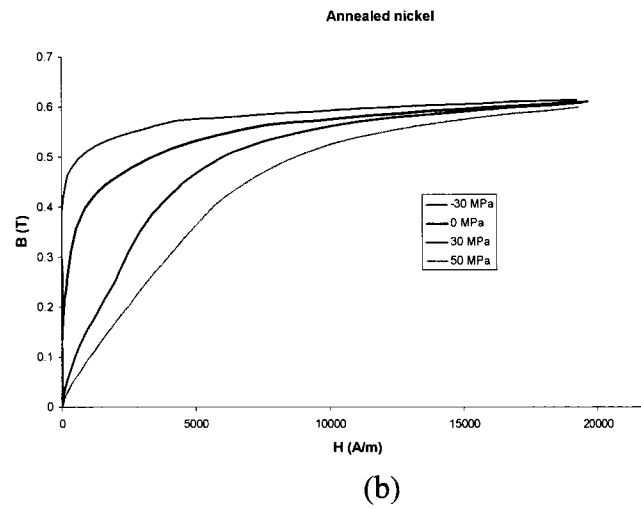 Annealed nickel
0.7
0.6
0.5
0.4
0.3
0.2
0.1
0
B (T)
-30 MPa
0 MPa
30 MPa
50 MPa
0 5000 10000 15000 20000
H (A/m)
(b)